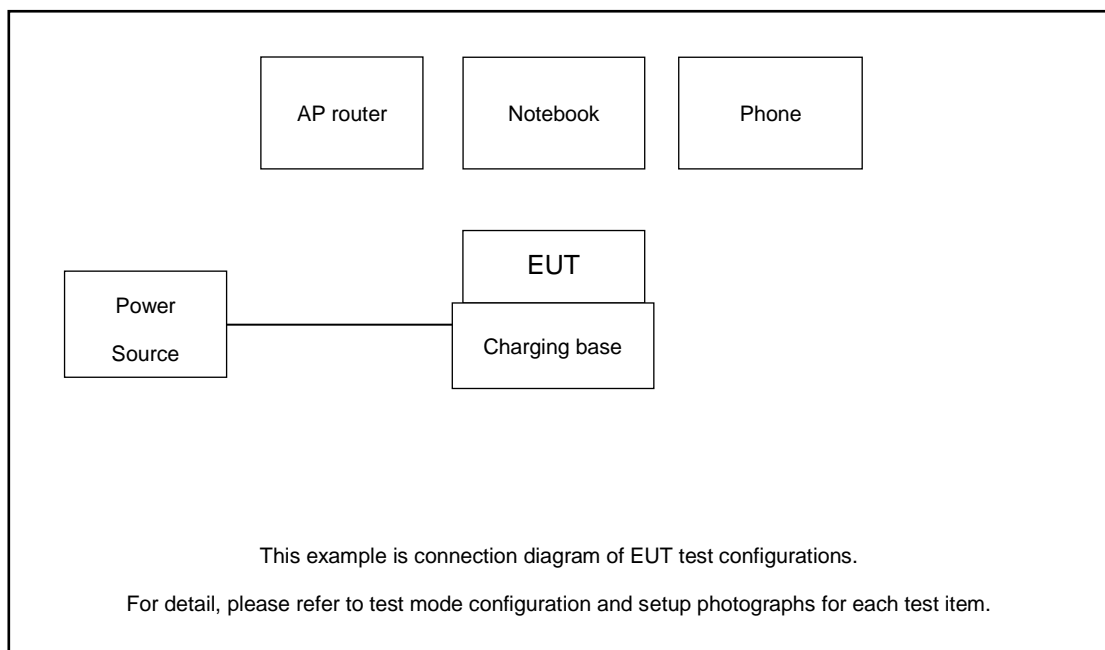 AP router
Notebook
Phone
EUT
Power
Source
Charging base
This example is connection diagram of EUT test configurations.
For detail, please refer to test mode configuration and setup photographs for each test item.